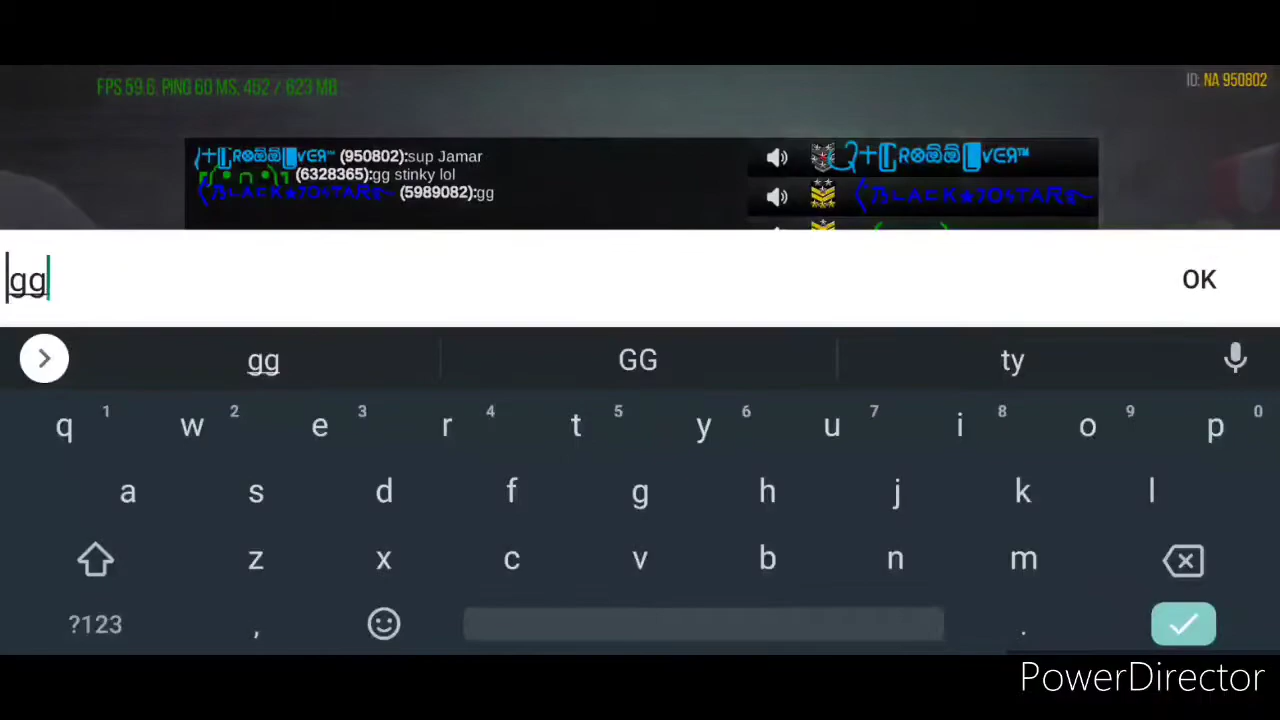 FPS 59.6, PING 60 MS, 462 / 623 MB
ID: NA 950802
(950802):sup Jamar
(6328365):gg stinky lol
(5989082):gg
gg
OK
gg GG ty
q 1 w 2 e 3 r 4 t 5 y 6 u 7 i 8 o 9 p 0
a s d f g h j k l
z x c v b n m
?123 , .
PowerDirector